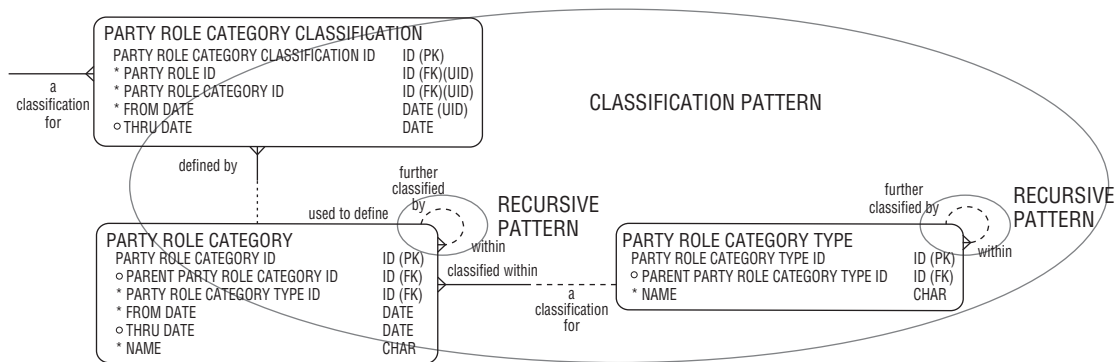 PARTY ROLE CATEGORY CLASSIFICATION
PARTY ROLE CATEGORY CLASSIFICATION ID ID (PK)
* PARTY ROLE ID ID (FK)(UID)
* PARTY ROLE CATEGORY ID ID (FK)(UID)
* FROM DATE DATE (UID)
o THRU DATE DATE
a
classification
for
CLASSIFICATION PATTERN
defined by
used to define
further
classified
by
RECURSIVE
PATTERN
within
PARTY ROLE CATEGORY
PARTY ROLE CATEGORY ID ID (PK)
o PARENT PARTY ROLE CATEGORY ID ID (FK)
* PARTY ROLE CATEGORY TYPE ID ID (FK)
* FROM DATE DATE
o THRU DATE DATE
* NAME CHAR
classified within
a
classification
for
further
classified by
RECURSIVE
PATTERN
within
PARTY ROLE CATEGORY TYPE
PARTY ROLE CATEGORY TYPE ID ID (PK)
o PARENT PARTY ROLE CATEGORY TYPE ID ID (FK)
* NAME CHAR